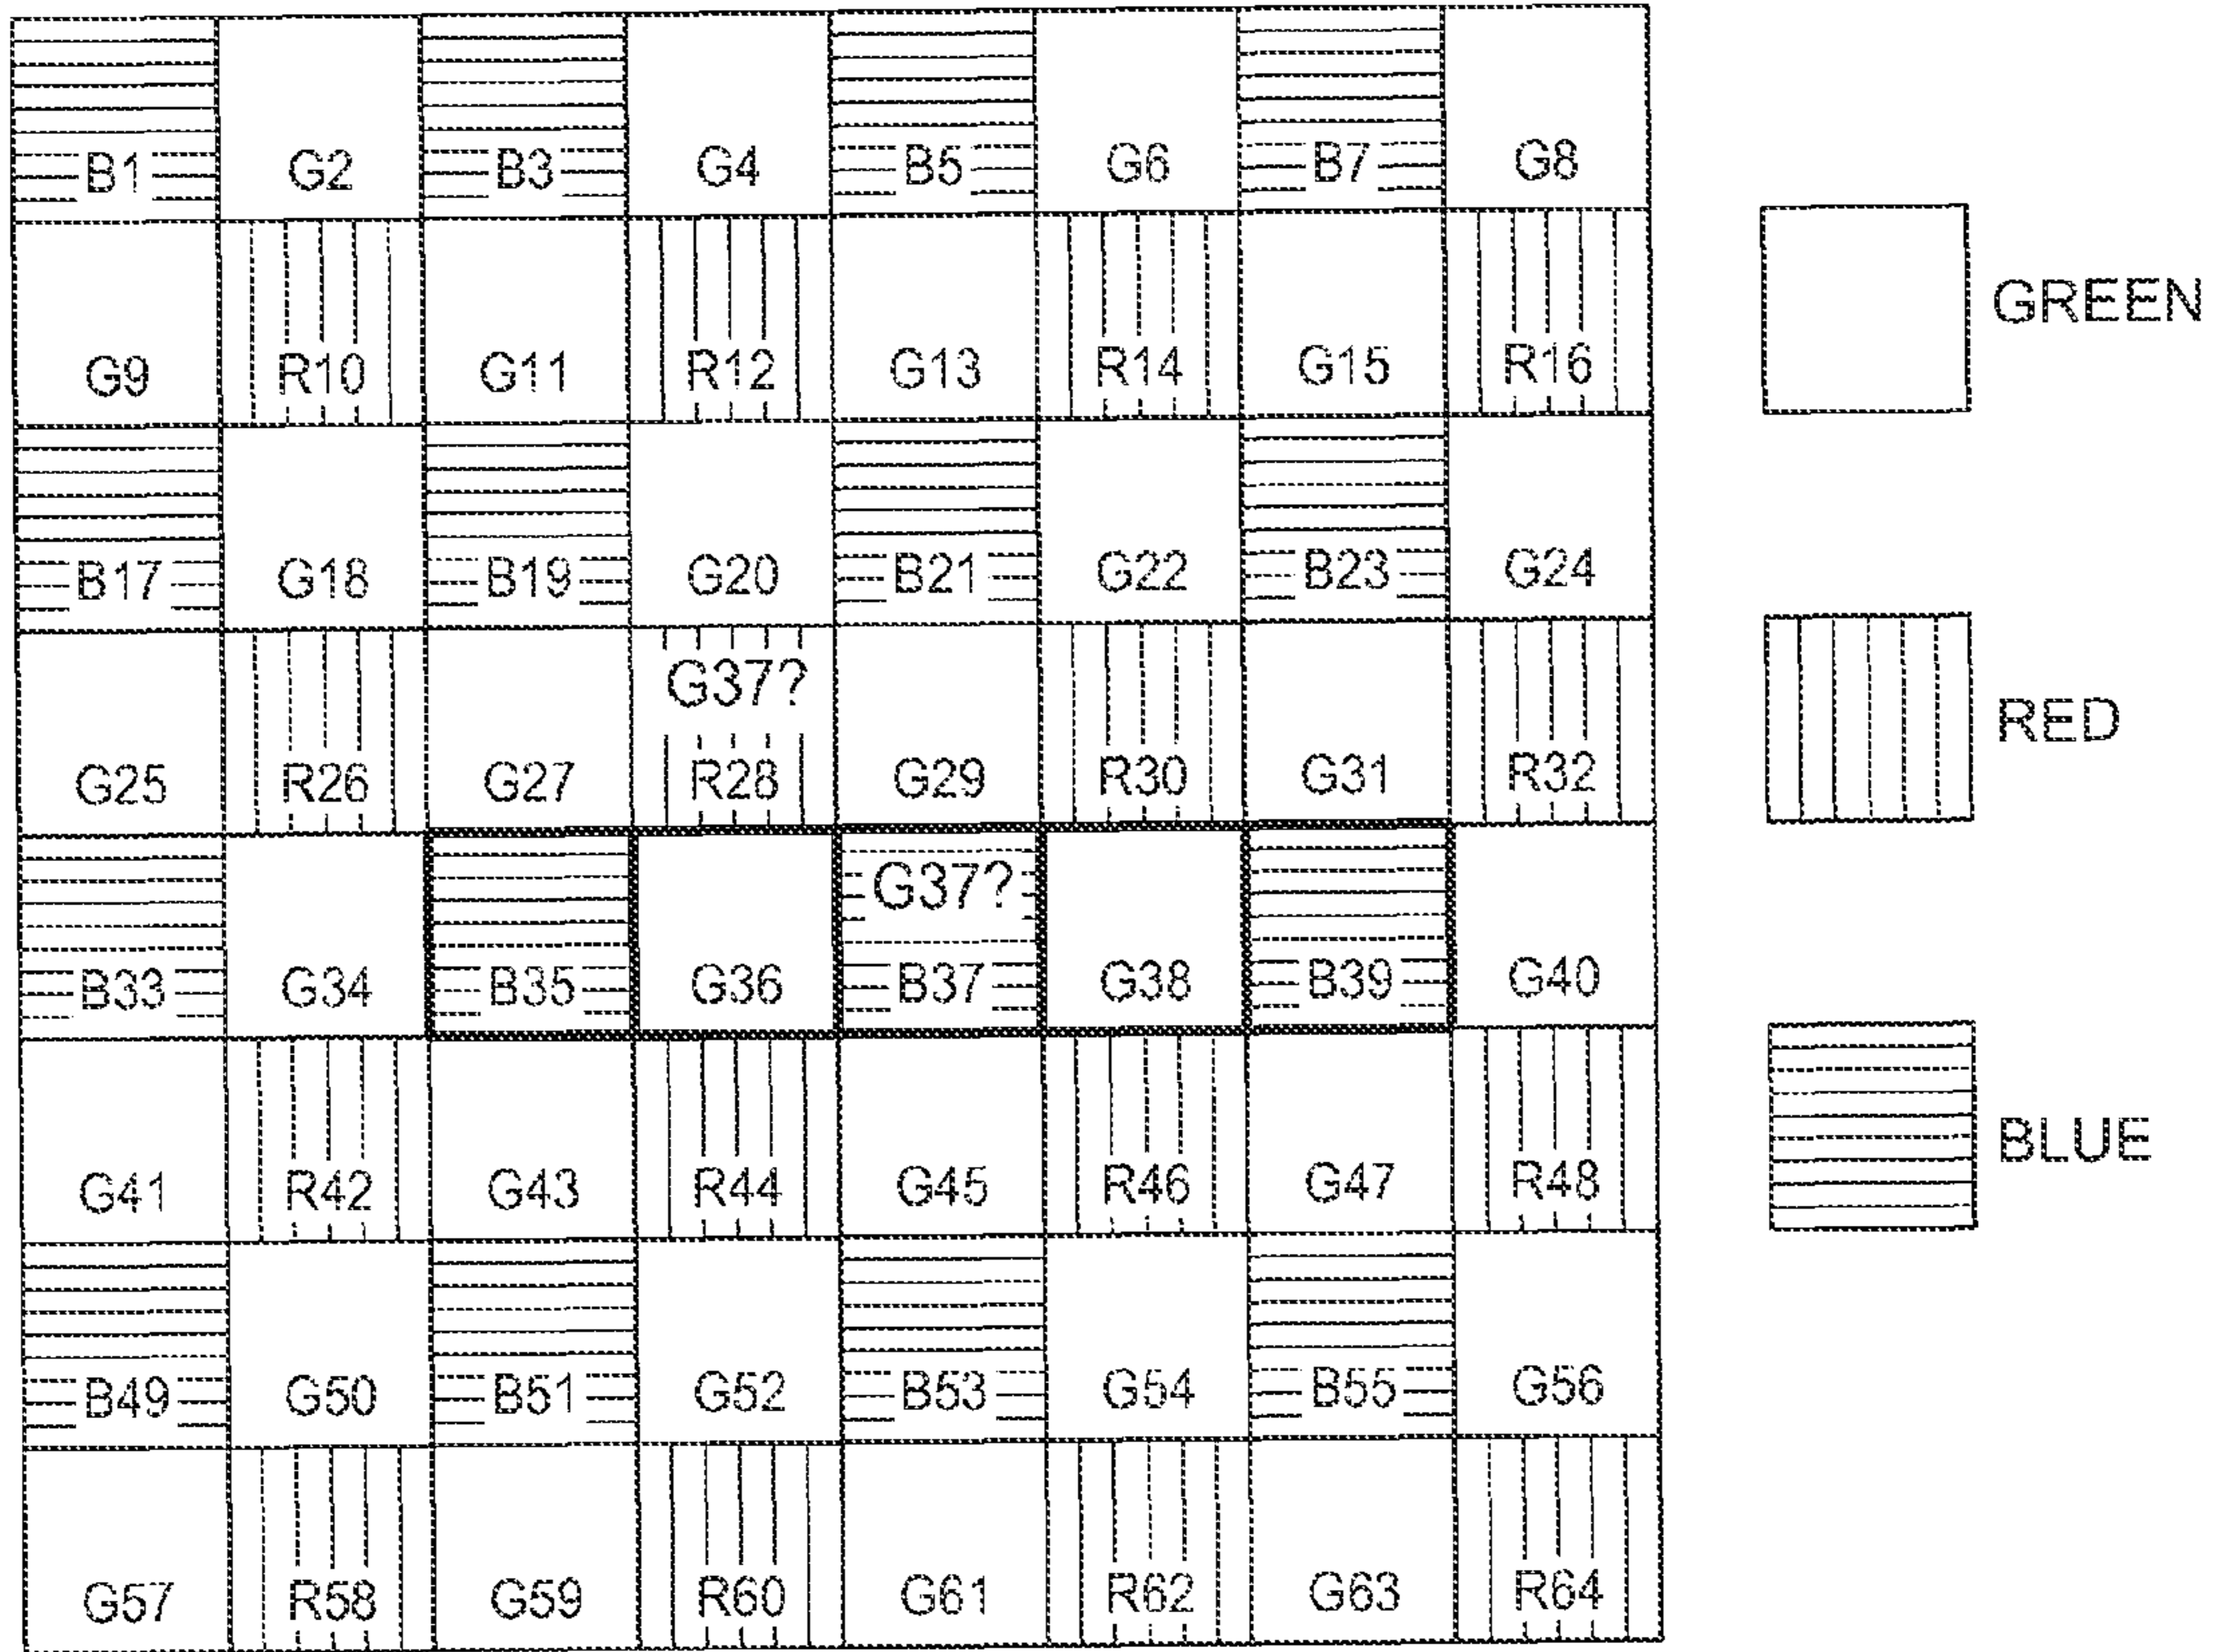 B1 G2 B3 G4 B5 G6 B7 G8
G9 R10 G11 R12 G13 R14 G15 R16
GREEN
B17 G18 B19 G20 B21 G22 B23 G24
G37?
G25 R26 G27 R28 G29 R30 G31 R32
RED
G37?
B33 G34 B35 G36 B37 G38 B39 G40
G41 R42 G43 R44 G45 R46 G47 R48
BLUE
B49 G50 B51 G52 B53 G54 B55 G56
G57 R58 G59 R60 G61 R62 G63 R64